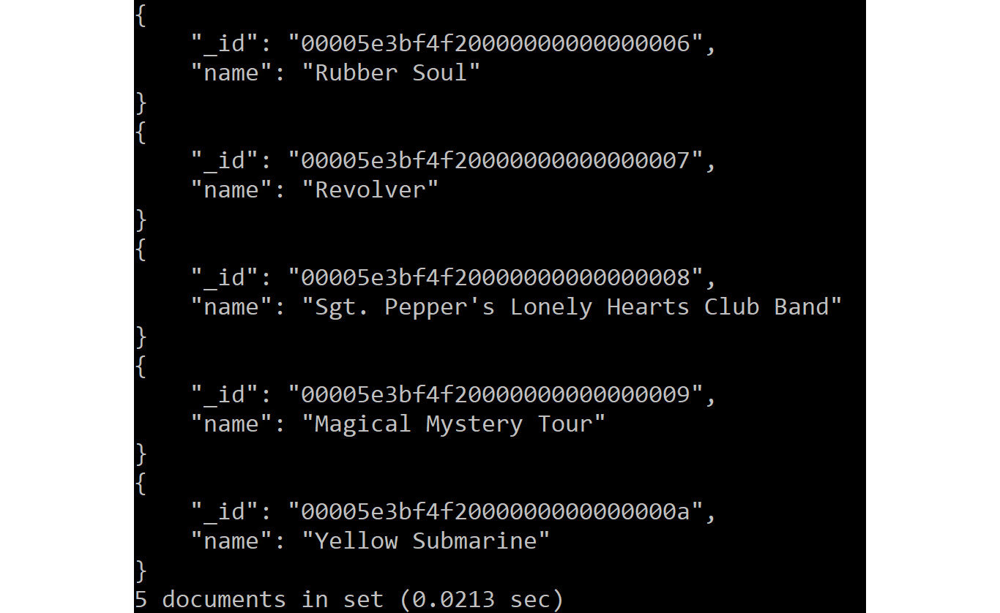 {
    "_id": "00005e3bf4f20000000000000006",
    "name": "Rubber Soul"
}
{
    "_id": "00005e3bf4f20000000000000007",
    "name": "Revolver"
}
{
    "_id": "00005e3bf4f20000000000000008",
    "name": "Sgt. Pepper's Lonely Hearts Club Band"
}
{
    "_id": "00005e3bf4f20000000000000009",
    "name": "Magical Mystery Tour"
}
{
    "_id": "00005e3bf4f2000000000000000a",
    "name": "Yellow Submarine"
}
5 documents in set (0.0213 sec)